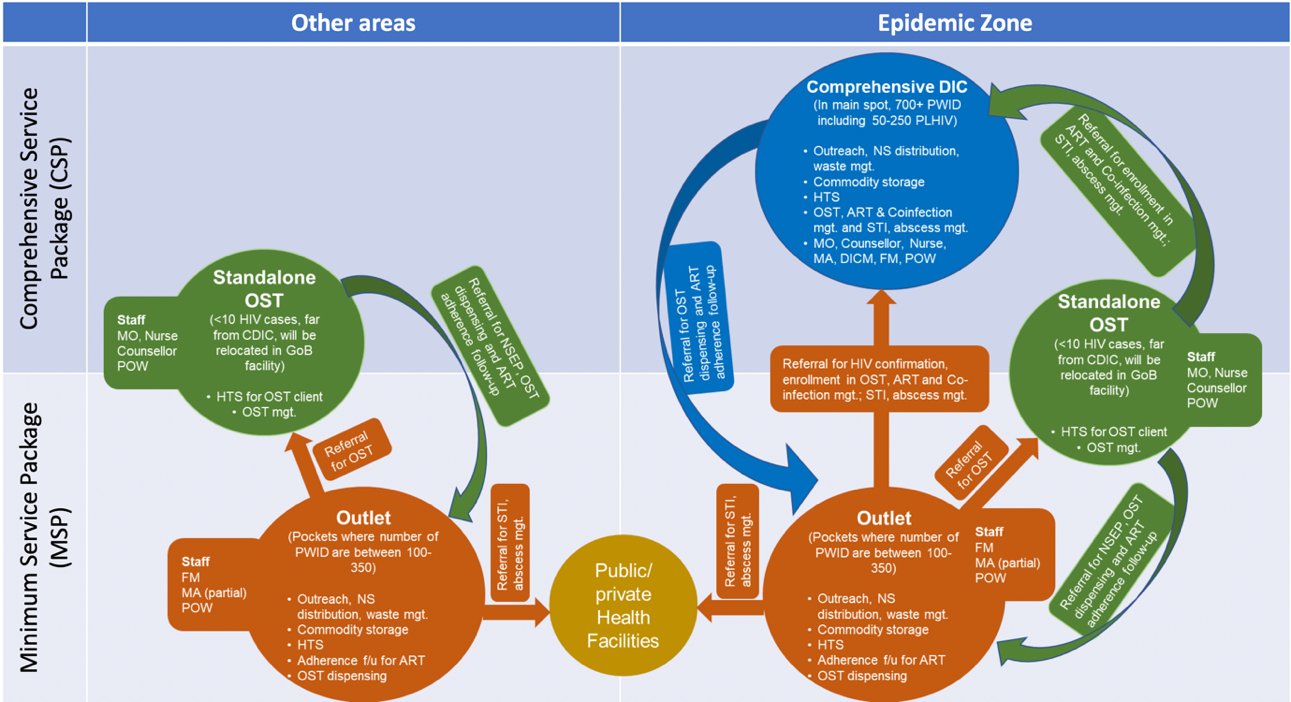 Other areas
Epidemic Zone
Comprehensive Service
Package (CSP)
Minimum Service Package
(MSP)
Standalone
OST
(<10 HIV cases, far
from CDIC, will be
relocated in GoB
facility)
• HTS for OST client
• OST mgt.
Staff
MO, Nurse
Counsellor
POW
Referral for NSEP, OST
dispensing and ART
adherence follow-up
Referral
for OST
Outlet
(Pockets where number of
PWID are between 100-
350)
• Outreach, NS
distribution, waste mgt.
• Commodity storage
• HTS
• Adherence f/u for ART
• OST dispensing
Staff
FM
MA (partial)
POW
Referral for STI,
abscess mgt.
Public/
private
Health
Facilities
Comprehensive DIC
(In main spot, 700+ PWID
including 50-250 PLHIV)
• Outreach, NS distribution,
waste mgt.
• Commodity storage
• HTS
• OST, ART & Coinfection
mgt. and STI, abscess mgt.
• MO, Counsellor, Nurse,
MA, DICM, FM, POW
Referral for enrollment in
ART and Co-infection mgt.;
STI, abscess mgt.
Referral for OST
dispensing and ART
adherence follow-up
Referral for HIV confirmation,
enrollment in OST, ART and Co-
infection mgt.; STI, abscess mgt.
Standalone
OST
(<10 HIV cases, far
from CDIC, will be
relocated in GoB
facility)
• HTS for OST client
• OST mgt.
Staff
MO, Nurse
Counsellor
POW
Referral
for OST
Referral for STI,
abscess mgt.
Outlet
(Pockets where number of
PWID are between 100-
350)
• Outreach, NS
distribution, waste mgt.
• Commodity storage
• HTS
• Adherence f/u for ART
• OST dispensing
Staff
FM
MA (partial)
POW
Referral for NSEP, OST
dispensing and ART
adherence follow-up